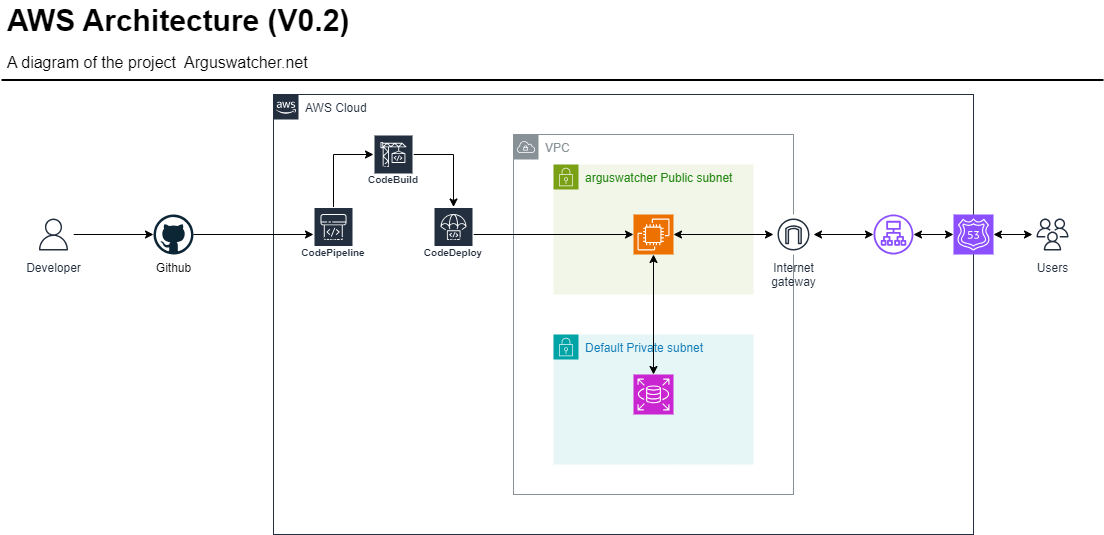 AWS Architecture (V0.2)
A diagram of the project Arguswatcher.net
aws
AWS Cloud
VPC
CodeBuild
arguswatcher Public subnet
CodePipeline
CodeDeploy
53
Developer
Github
Internet
gateway
Users
Default Private subnet